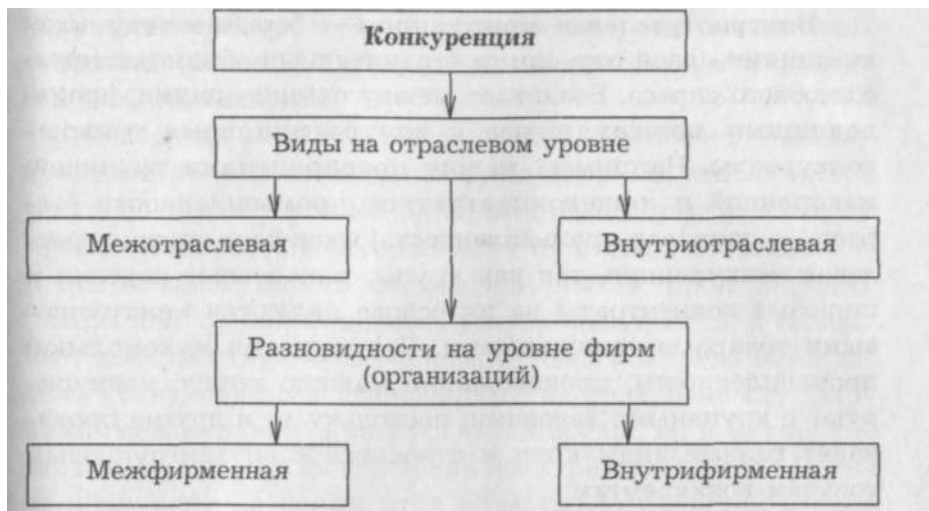 Конкуренция
Виды на отраслевом уровне
Межотраслевая
Внутриотраслевая
Разновидности на уровне фирм
(организаций)
Межфирменная
Внутрифирменная